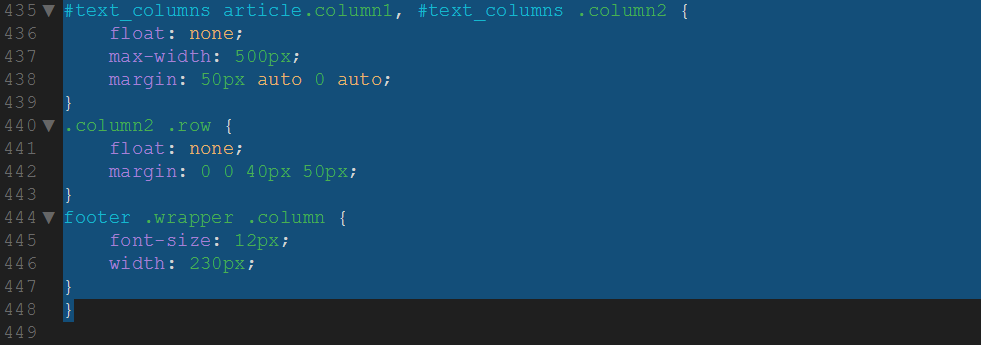 435 ▼ #text_columns article.column1, #text_columns .column2 {
436 float: none;
437 max-width: 500px;
438 margin: 50px auto 0 auto;
439 }
440 ▼ .column2 .row {
441 float: none;
442 margin: 0 0 40px 50px;
443 }
444 ▼ footer .wrapper .column {
445 font-size: 12px;
446 width: 230px;
447 }
448 }
449